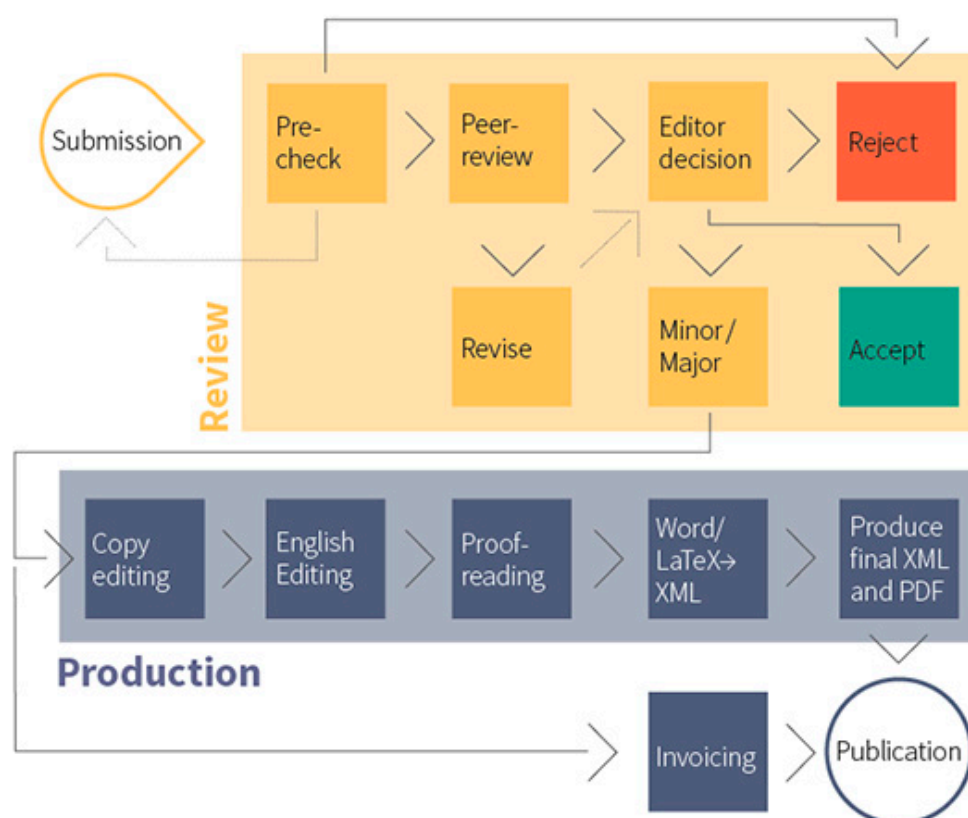 Submission
Pre-
check
Peer-
review
Editor
decision
Reject
Revise
Minor/
Major
Accept
Review
Copy
editing
English
Editing
Proof-
reading
Word/
LaTeX→
XML
Produce
final XML
and PDF
Production
Invoicing
Publication